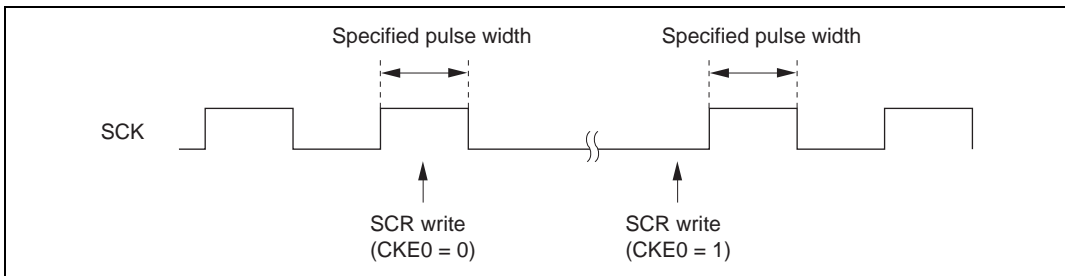 Specified pulse width
Specified pulse width
SCK
SCR write
(CKE0 = 0)
SCR write
(CKE0 = 1)